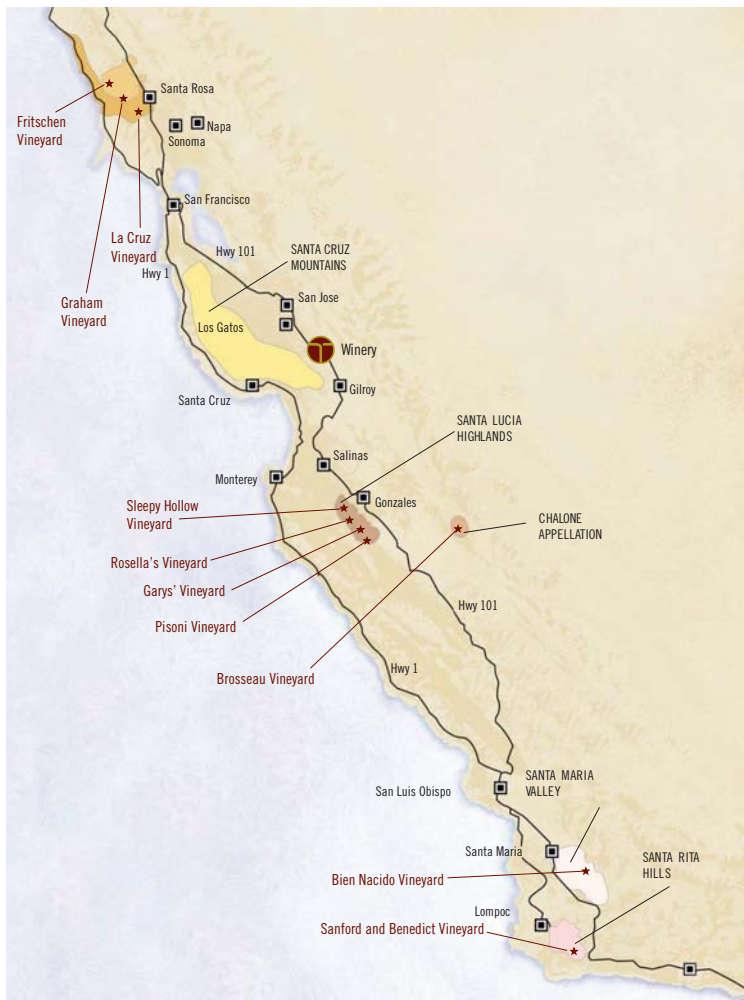 Santa Rosa
Fritschen
Vineyard
Napa
Sonoma
San Francisco
La Cruz
Vineyard
Hwy 101
SANTA CRUZ
MOUNTAINS
Hwy 1
Graham
Vineyard
San Jose
Los Gatos
Winery
Gilroy
Santa Cruz
SANTA LUCIA
HIGHLANDS
Salinas
Monterey
Sleepy Hollow
Vineyard
Gonzales
CHALONE
APPELLATION
Rosella's Vineyard
Garys' Vineyard
Hwy 101
Pisoni Vineyard
Hwy 1
Brosseau Vineyard
San Luis Obispo
SANTA MARIA
VALLEY
Santa Maria
SANTA RITA
HILLS
Bien Nacido Vineyard
Lompoc
Sanford and Benedict Vineyard